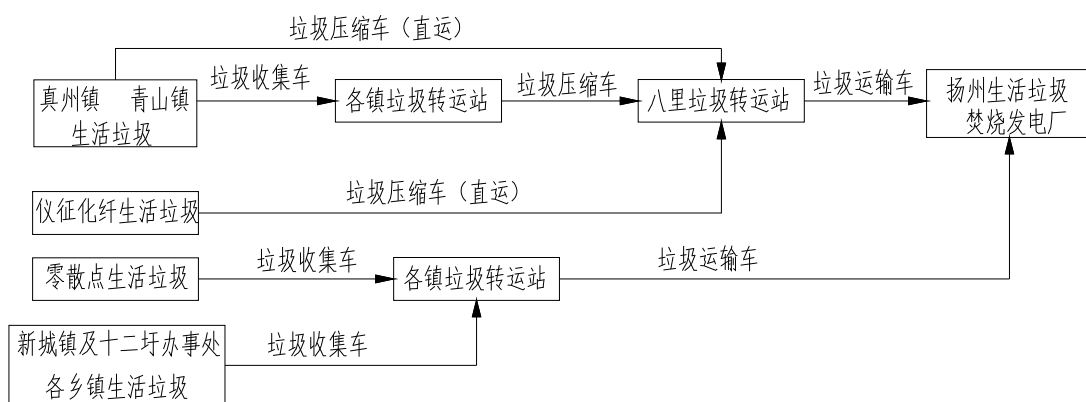 垃圾压缩车（直运）
真州镇 青山镇
生活垃圾
垃圾收集车
各镇垃圾转运站
垃圾压缩车
八里垃圾转运站
垃圾运输车
扬州生活垃圾
焚烧发电厂
仪征化纤生活垃圾
垃圾压缩车（直运）
零散点生活垃圾
垃圾收集车
各镇垃圾转运站
垃圾运输车
新城镇及十二圩办事处
各乡镇生活垃圾
垃圾收集车